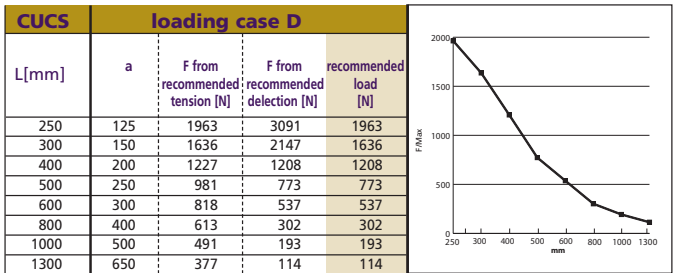 CUCS loading case D
L[mm] a F from recommended tension [N] F from recommended delection [N] recommended load [N]
250 125 1963 3091 1963
300 150 1636 2147 1636
400 200 1227 1208 1208
500 250 981 773 773
600 300 818 537 537
800 400 613 302 302
1000 500 491 193 193
1300 650 377 114 114
2000
1500
1000
500
0
F/Max
250 300 400 500 600 800 1000 1300
mm